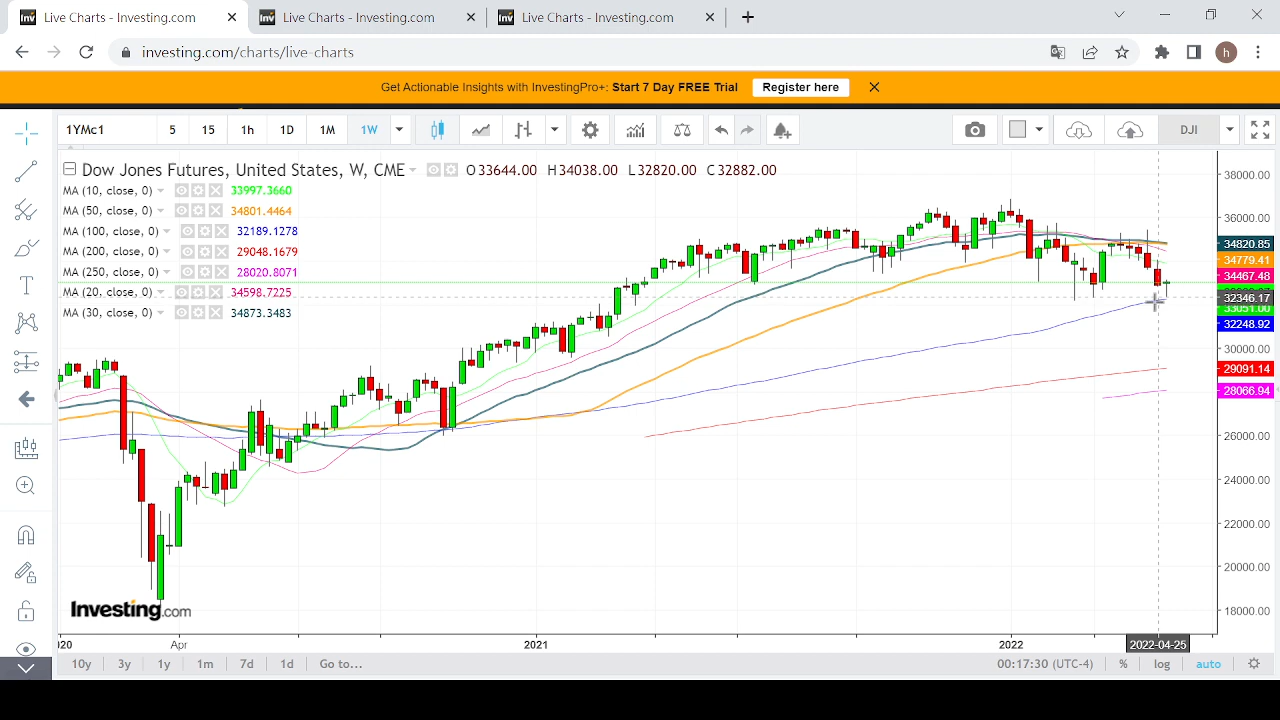 Live Charts - Investing.com
Live Charts - Investing.com
Live Charts - Investing.com
investing.com/charts/live-charts
h
Get Actionable Insights with InvestingPro+: Start 7 Day FREE Trial
Register here
1YMc1 5 15 1h 1D 1M 1W DJI
Dow Jones Futures, United States, W, CME O33644.00 H34038.00 L32820.00 C32882.00
MA (10, close, 0) 33997.3660
MA (50, close, 0) 34801.4464
MA (100, close, 0) 32189.1278
MA (200, close, 0) 29048.1679
MA (250, close, 0) 28020.8071
MA (20, close, 0) 34598.7225
MA (30, close, 0) 34873.3483
38000.00
36000.00
34820.85
34779.41
34467.48
32346.17
33051.00
32248.92
30000.00
29091.14
28066.94
26000.00
24000.00
22000.00
20000.00
18000.00
Investing.com
020 Apr 2021 2022 2022-04-25
10y 3y 1y 1m 7d 1d Go to... 00:17:30 (UTC-4) % log auto